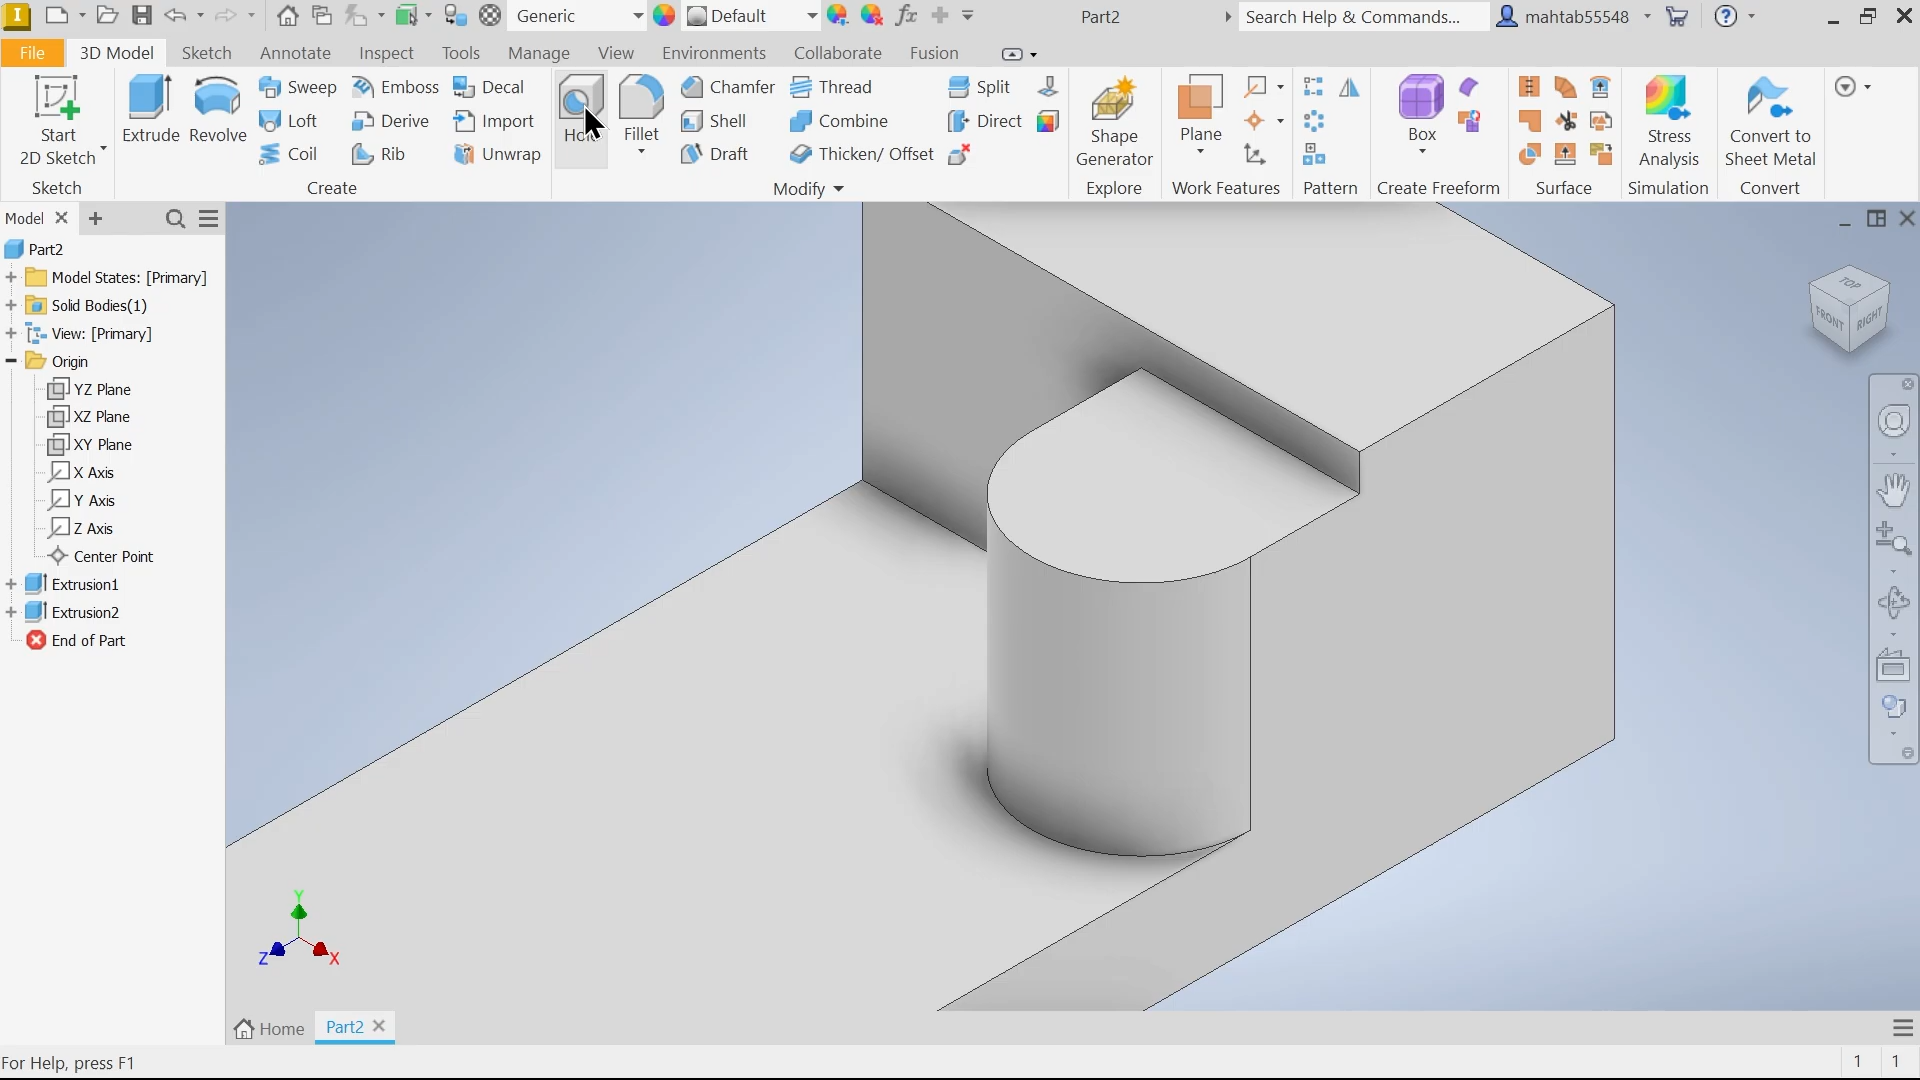 Generic
Default
fx
Part2
Search Help & Commands...
mahtab55548
File
3D Model
Sketch
Annotate
Inspect
Tools
Manage
View
Environments
Collaborate
Fusion
Start
2D Sketch
Sketch
Extrude
Revolve
Sweep
Loft
Coil
Emboss
Derive
Rib
Decal
Import
Unwrap
Create
Hole
Fillet
Chamfer
Shell
Draft
Thread
Combine
Thicken/ Offset
Split
Direct
Modify
Shape
Generator
Explore
Plane
Work Features
Pattern
Box
Create Freeform
Surface
Stress
Analysis
Simulation
Convert to
Sheet Metal
Convert
Model
Part2
Model States: [Primary]
Solid Bodies(1)
View: [Primary]
Origin
YZ Plane
XZ Plane
XY Plane
X Axis
Y Axis
Z Axis
Center Point
Extrusion1
Extrusion2
End of Part
TOP
FRONT
RIGHT
Y
Z
X
Home
Part2
For Help, press F1
1
1